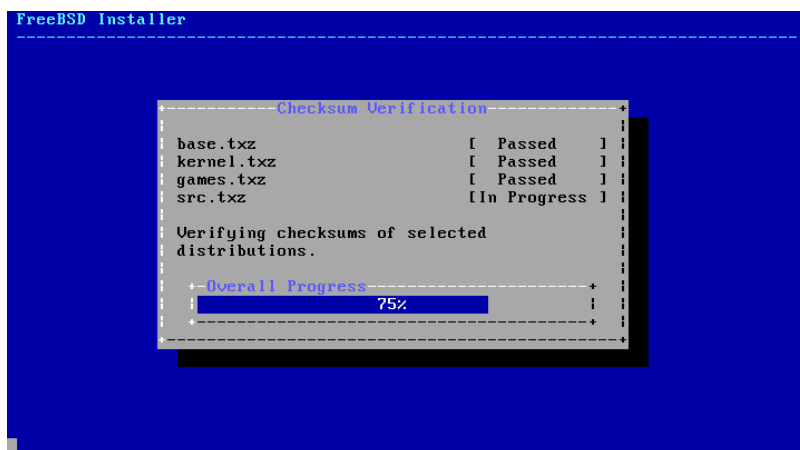 FreeBSD Installer
Checksum Verification
base.txz [ Passed ]
kernel.txz [ Passed ]
games.txz [ Passed ]
src.txz [In Progress ]
Verifying checksums of selected
distributions.
Overall Progress
75%